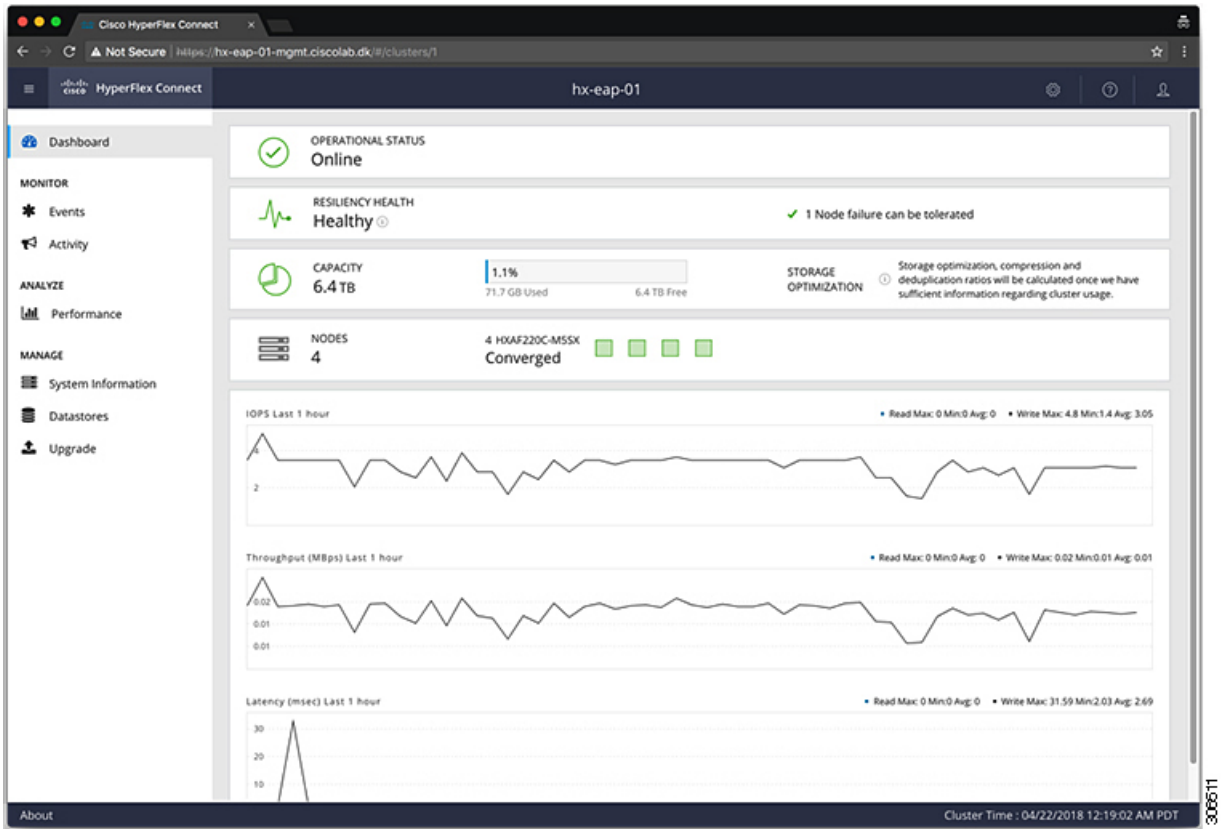 Cisco HyperFlex Connect ×
Not Secure | https://hx-eap-01-mgmt.ciscolab.dk/#/clusters/1
cisco HyperFlex Connect
hx-eap-01
Dashboard
MONITOR
Events
Activity
ANALYZE
Performance
MANAGE
System Information
Datastores
Upgrade
OPERATIONAL STATUS
Online
RESILIENCY HEALTH
Healthy
1 Node failure can be tolerated
CAPACITY
6.4 TB
1.1%
71.7 GB Used 6.4 TB Free
STORAGE
OPTIMIZATION
Storage optimization, compression and
deduplication ratios will be calculated once we have
sufficient information regarding cluster usage.
NODES
4
4 HXAF220C-M5SX
Converged
IOPS Last 1 hour
Read Max: 0 Min:0 Avg: 0 Write Max: 4.8 Min:1.4 Avg: 3.05
4
2
Throughput (MBps) Last 1 hour
Read Max: 0 Min:0 Avg: 0 Write Max: 0.02 Min:0.01 Avg: 0.01
0.02
0.01
0.01
Latency (msec) Last 1 hour
Read Max: 0 Min:0 Avg: 0 Write Max: 31.59 Min:2.03 Avg: 2.69
30
20
10
About
Cluster Time : 04/22/2018 12:19:02 AM PDT
306511